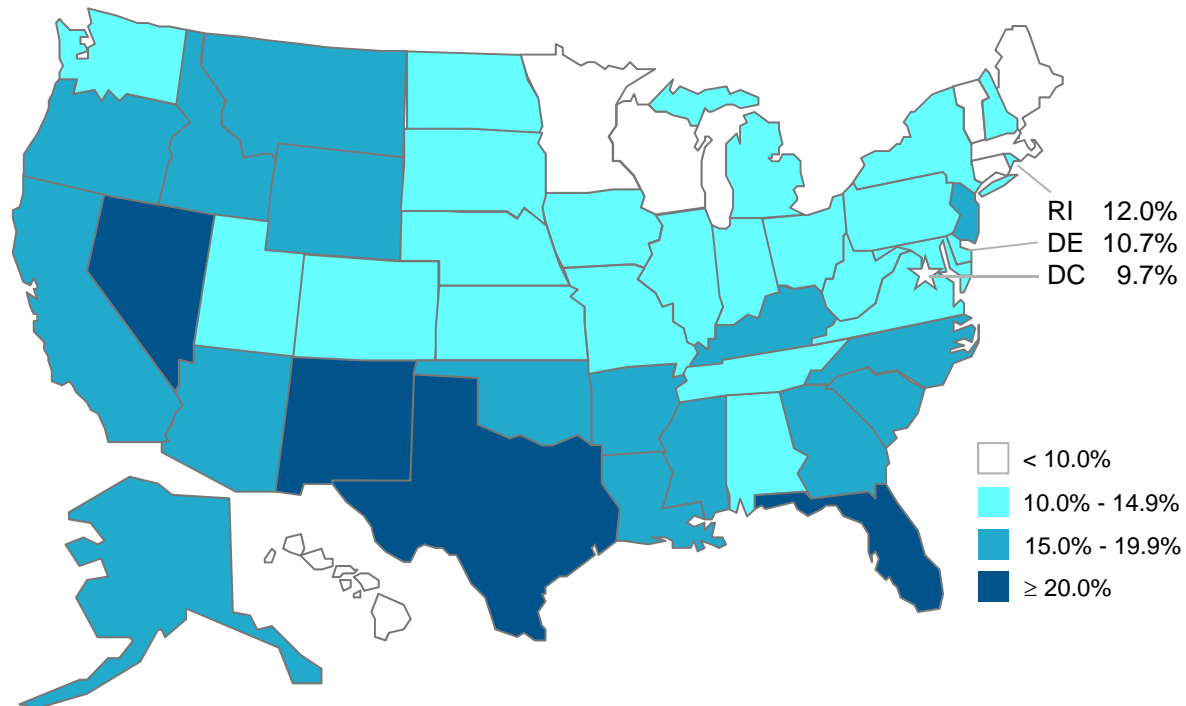 RI 12.0%
DE 10.7%
DC 9.7%
< 10.0%
10.0% - 14.9%
15.0% - 19.9%
≥ 20.0%